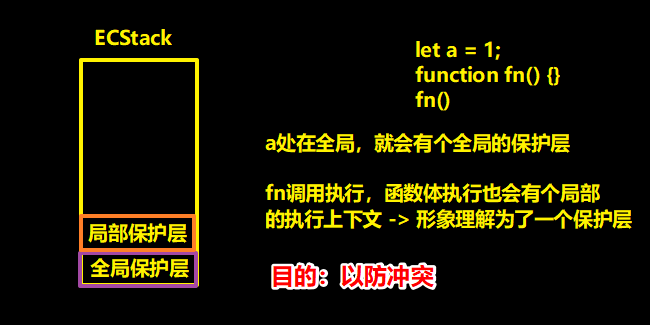 ECStack
let a = 1;
function fn() {}
fn()
a处在全局，就会有个全局的保护层
fn调用执行，函数体执行也会有个局部
的执行上下文 -> 形象理解为了一个保护层
局部保护层
全局保护层
目的：以防冲突